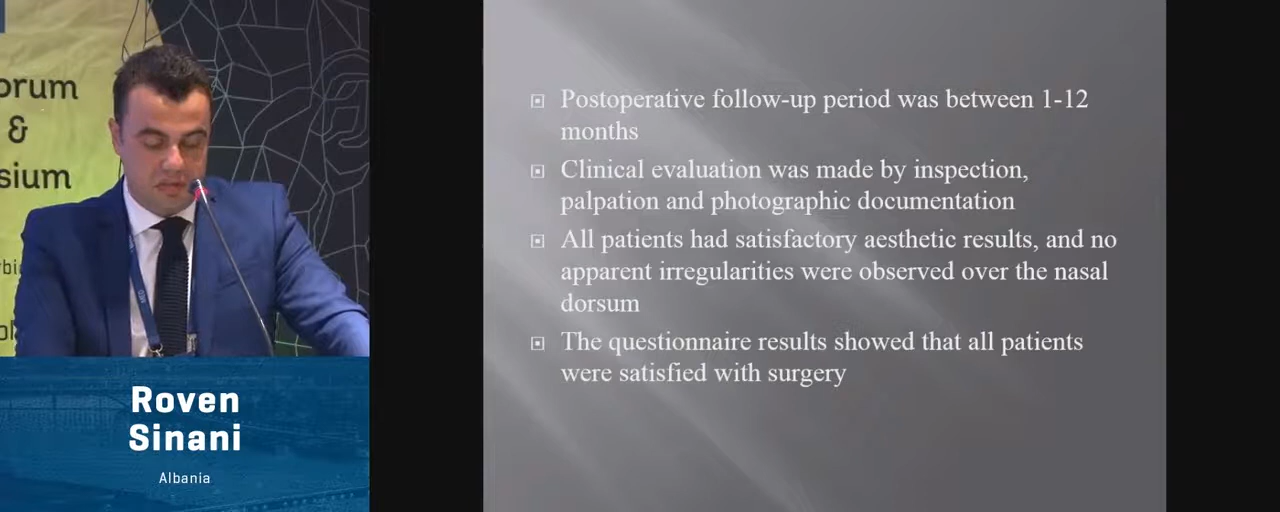 orum
&
sium
Roven
Sinani
Albania
Postoperative follow-up period was between 1-12
months
Clinical evaluation was made by inspection,
palpation and photographic documentation
All patients had satisfactory aesthetic results, and no
apparent irregularities were observed over the nasal
dorsum
The questionnaire results showed that all patients
were satisfied with surgery